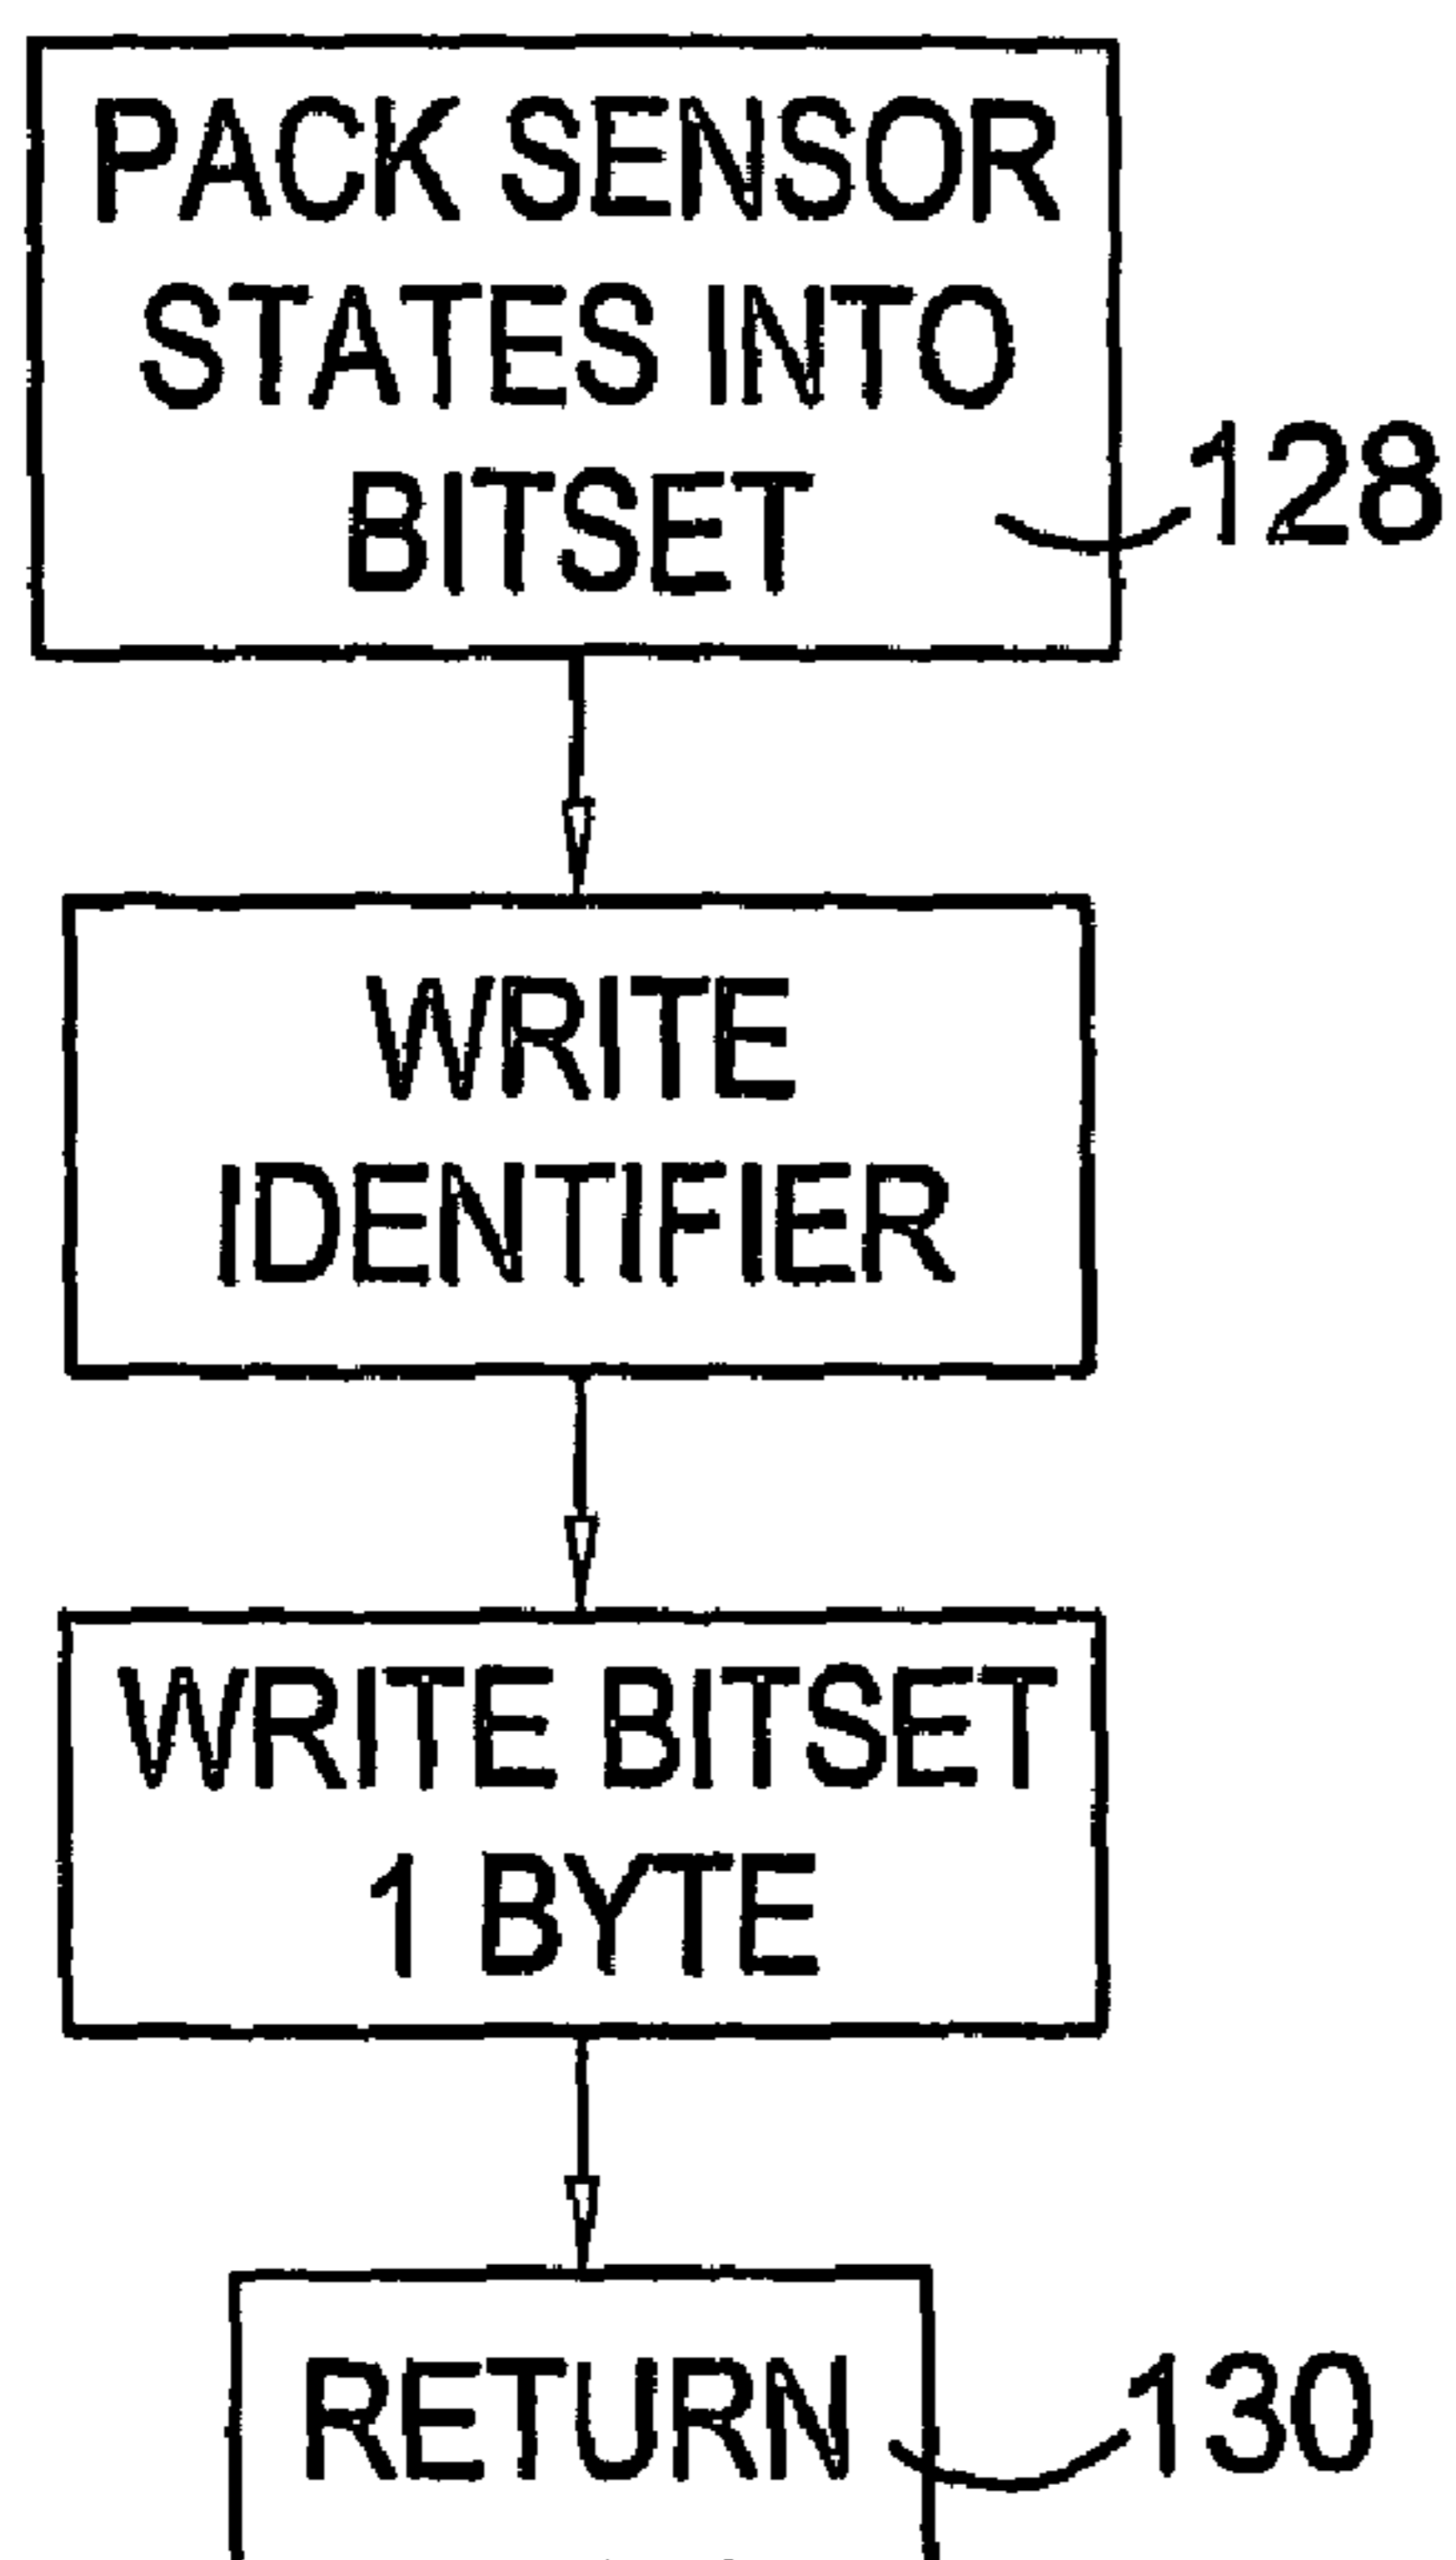 PACK SENSOR
STATES INTO
BITSET
128
WRITE
IDENTIFIER
WRITE BITSET
1 BYTE
RETURN
130